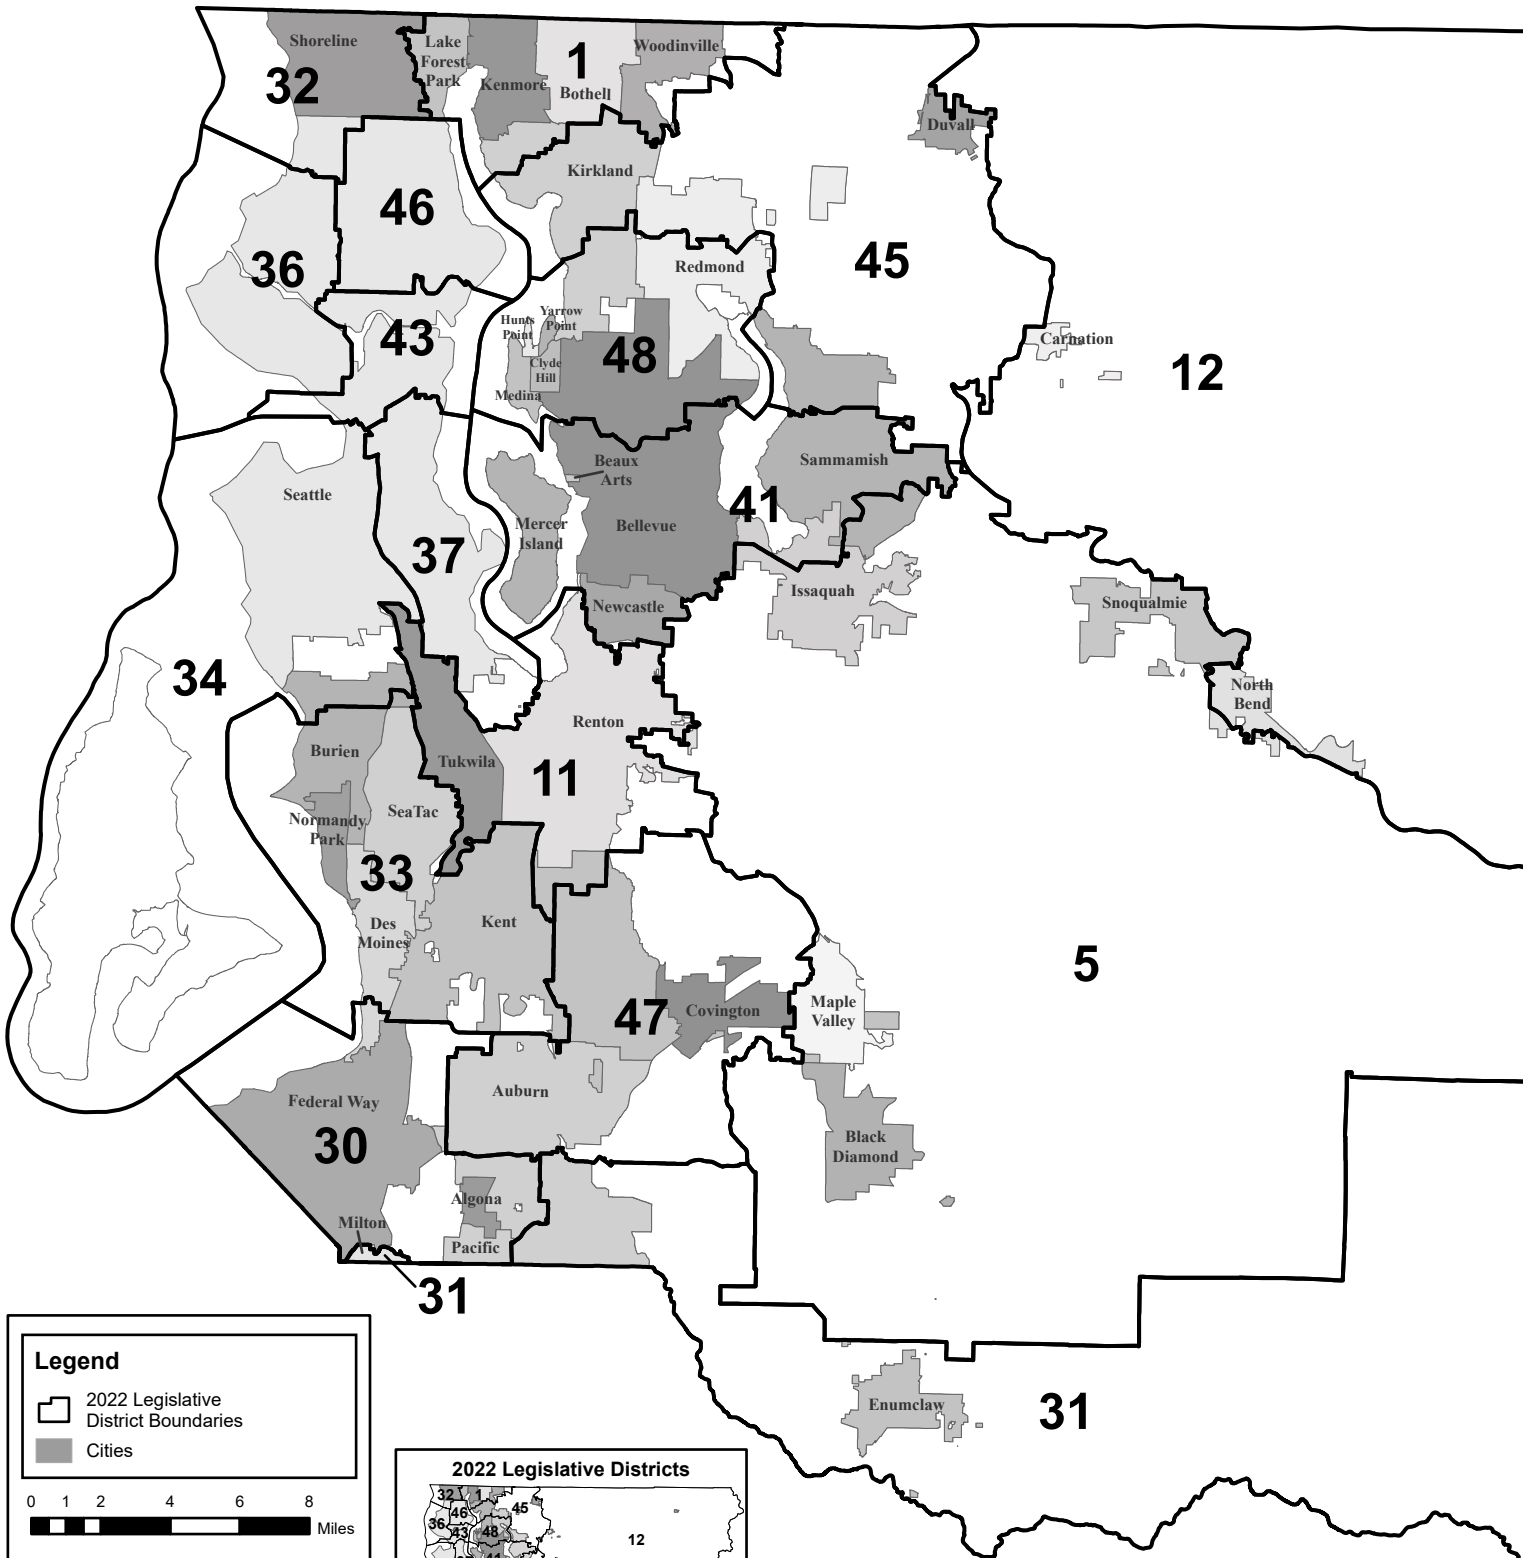 Shoreline
Lake
Forest
Park
Kenmore
1
Bothell
Woodinville
32
Duvall
Kirkland
46
36
45
Redmond
Hunts
Point
Yarrow
Point
43
48
Clyde
Hill
Medina
Carnation
12
Beaux
Arts
Sammamish
Seattle
41
Mercer
Island
Bellevue
37
Issaquah
Newcastle
Snoqualmie
34
North
Bend
Renton
Burien
Tukwila
11
SeaTac
Normandy
Park
33
Des
Moines
Kent
5
47
Covington
Maple
Valley
Auburn
Federal Way
30
Black
Diamond
Algona
Milton
Pacific
31
Enumclaw
31
Legend
2022 Legislative
District Boundaries
Cities
0 1 2 4 6 8
Miles
2022 Legislative Districts
32 1
45
46
36
43 48
12
37 41